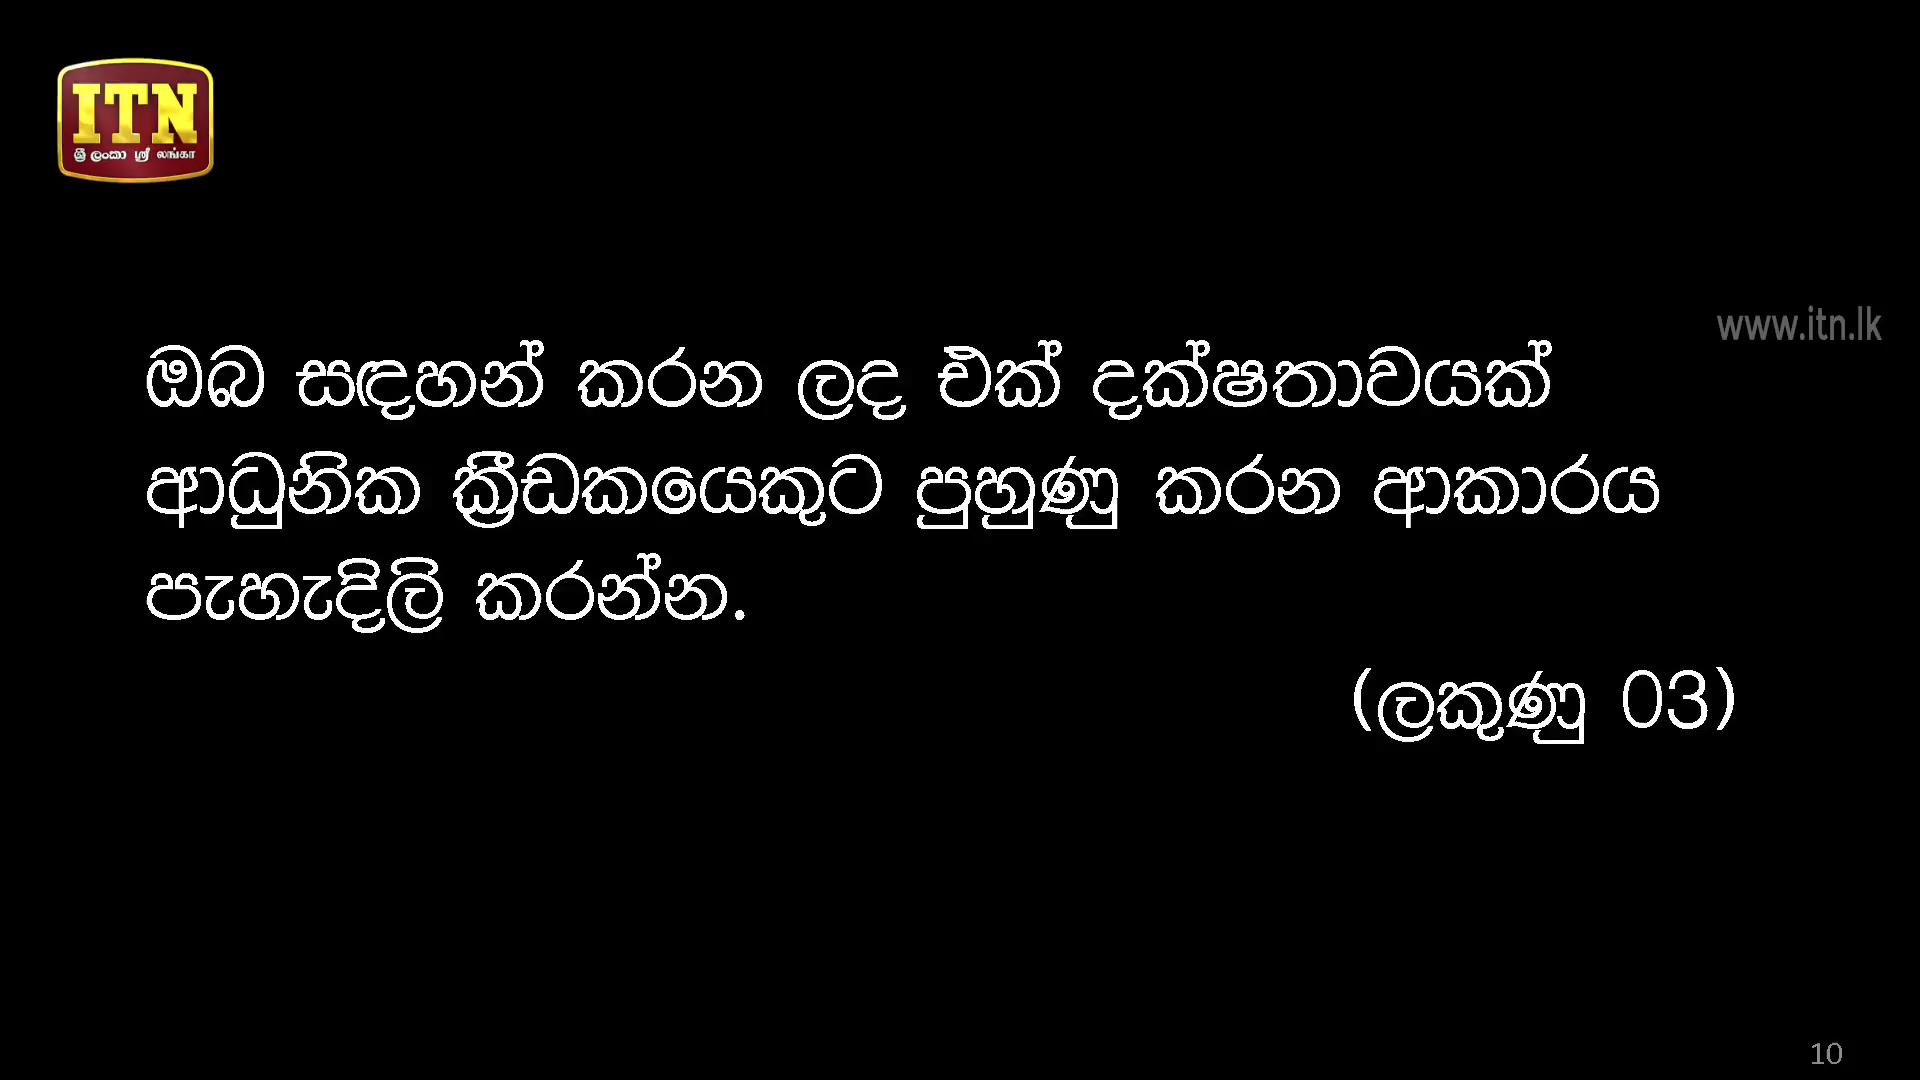 ITN
ශ්‍රී ලංකා ஸ்ரீ லங்கா
www.itn.lk
ඔබ සඳහන් කරන ලද එක් දක්ෂතාවයක්
ආධුනික ක්‍රීඩකයෙකුට පුහුණු කරන ආකාරය
පැහැදිලි කරන්න.
(ලකුණු 03)
10